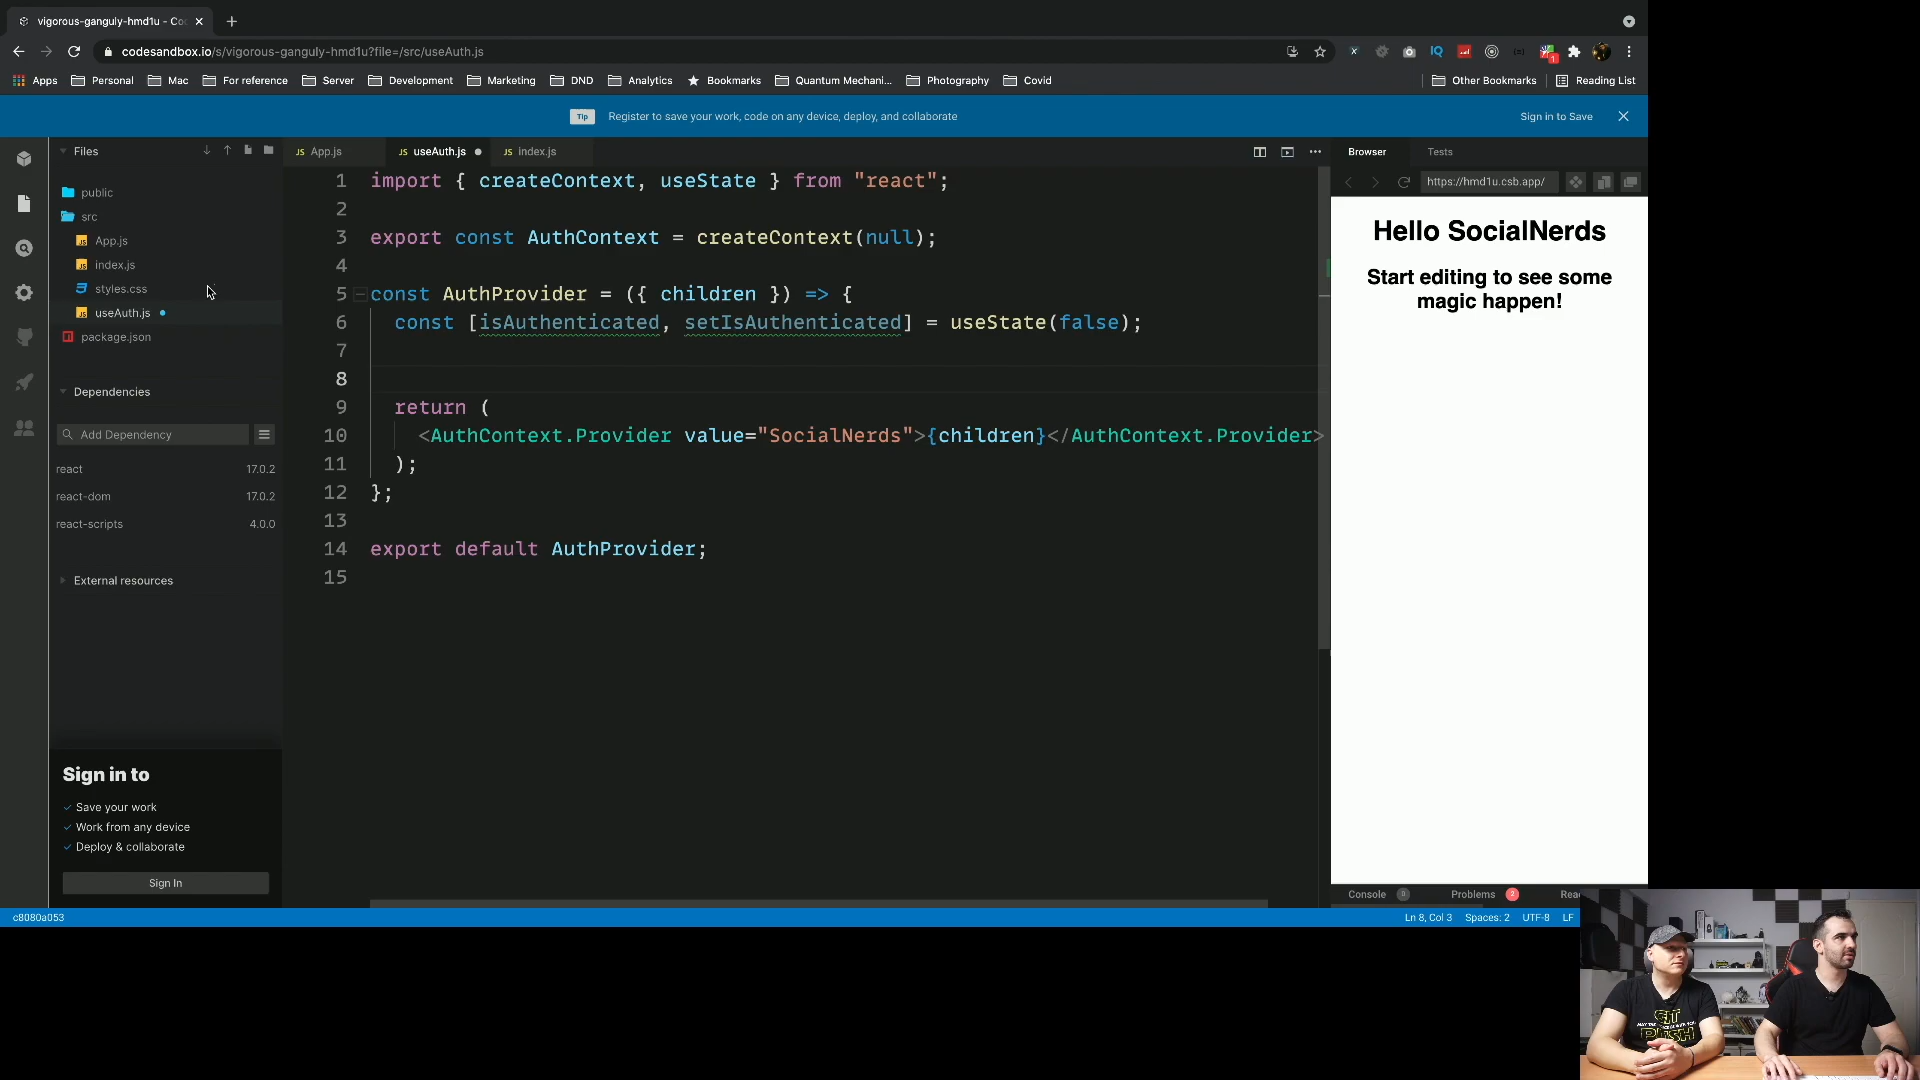 vigorous-ganguly-hmd1u - Co
codesandbox.io/s/vigorous-ganguly-hmd1u?file=/src/useAuth.js
Apps Personal Mac For reference Server Development Marketing DND Analytics Bookmarks Quantum Mechani... Photography Covid Other Bookmarks Reading List
Tip Register to save your work, code on any device, deploy, and collaborate Sign in to Save
Files
public
src
App.js
index.js
styles.css
useAuth.js
package.json
Dependencies
Add Dependency
react 17.0.2
react-dom 17.0.2
react-scripts 4.0.0
External resources
Sign in to
Save your work
Work from any device
Deploy & collaborate
Sign In
JS App.js JS useAuth.js JS index.js
1 import { createContext, useState } from "react";
2
3 export const AuthContext = createContext(null);
4
5 const AuthProvider = ({ children }) => {
6 const [isAuthenticated, setIsAuthenticated] = useState(false);
7
8
9 return (
10 <AuthContext.Provider value="SocialNerds">{children}</AuthContext.Provider>
11 );
12 };
13
14 export default AuthProvider;
15
Browser Tests
https://hmd1u.csb.app/
Hello SocialNerds
Start editing to see some
magic happen!
Console 0 Problems 2 Rea
c8080a053 Ln 8, Col 3 Spaces: 2 UTF-8 LF